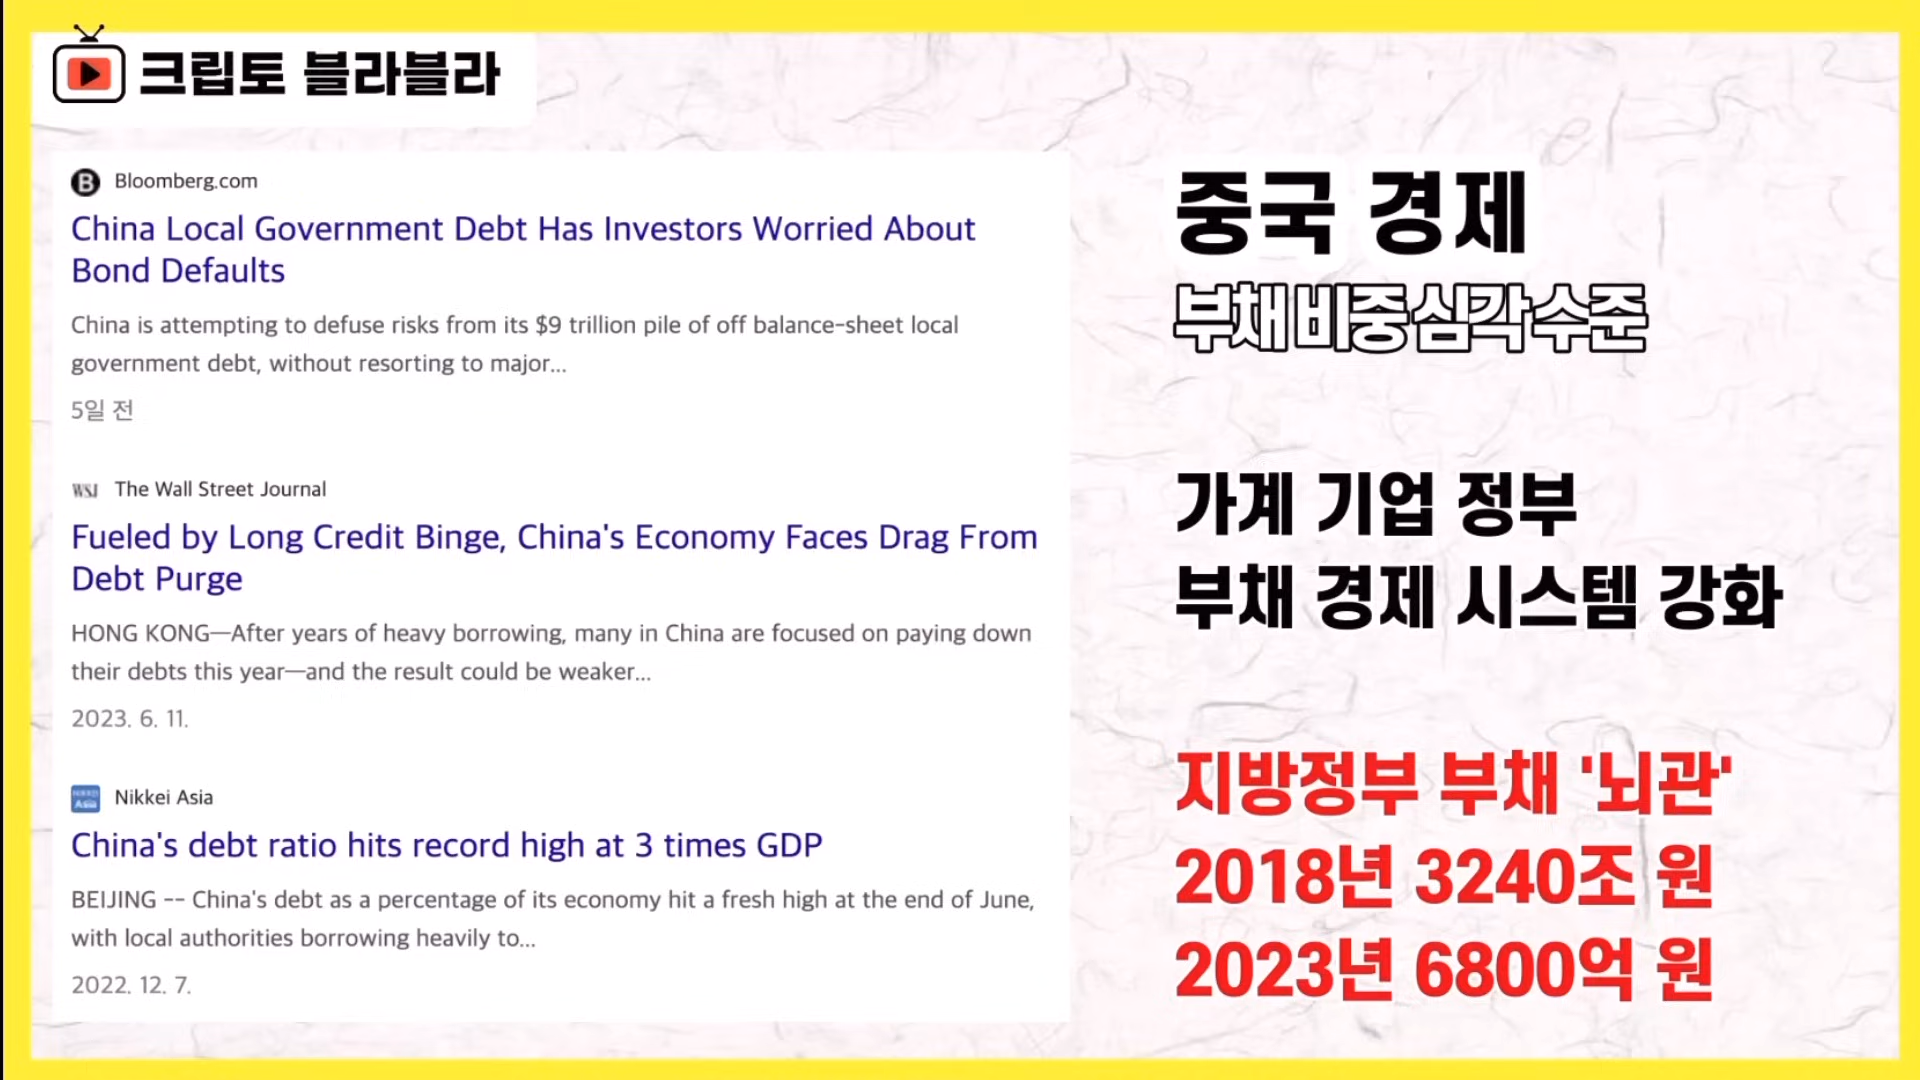 크립토 블라블라
Bloomberg.com
China Local Government Debt Has Investors Worried About
Bond Defaults
China is attempting to defuse risks from its $9 trillion pile of off balance-sheet local
government debt, without resorting to major...
5일 전
WSJ The Wall Street Journal
Fueled by Long Credit Binge, China's Economy Faces Drag From
Debt Purge
HONG KONG—After years of heavy borrowing, many in China are focused on paying down
their debts this year—and the result could be weaker...
2023. 6. 11.
Nikkei Asia
China's debt ratio hits record high at 3 times GDP
BEIJING -- China's debt as a percentage of its economy hit a fresh high at the end of June,
with local authorities borrowing heavily to...
2022. 12. 7.
중국 경제
부채 비중 심각 수준
가계 기업 정부
부채 경제 시스템 강화
지방정부 부채 '뇌관'
2018년 3240조 원
2023년 6800억 원